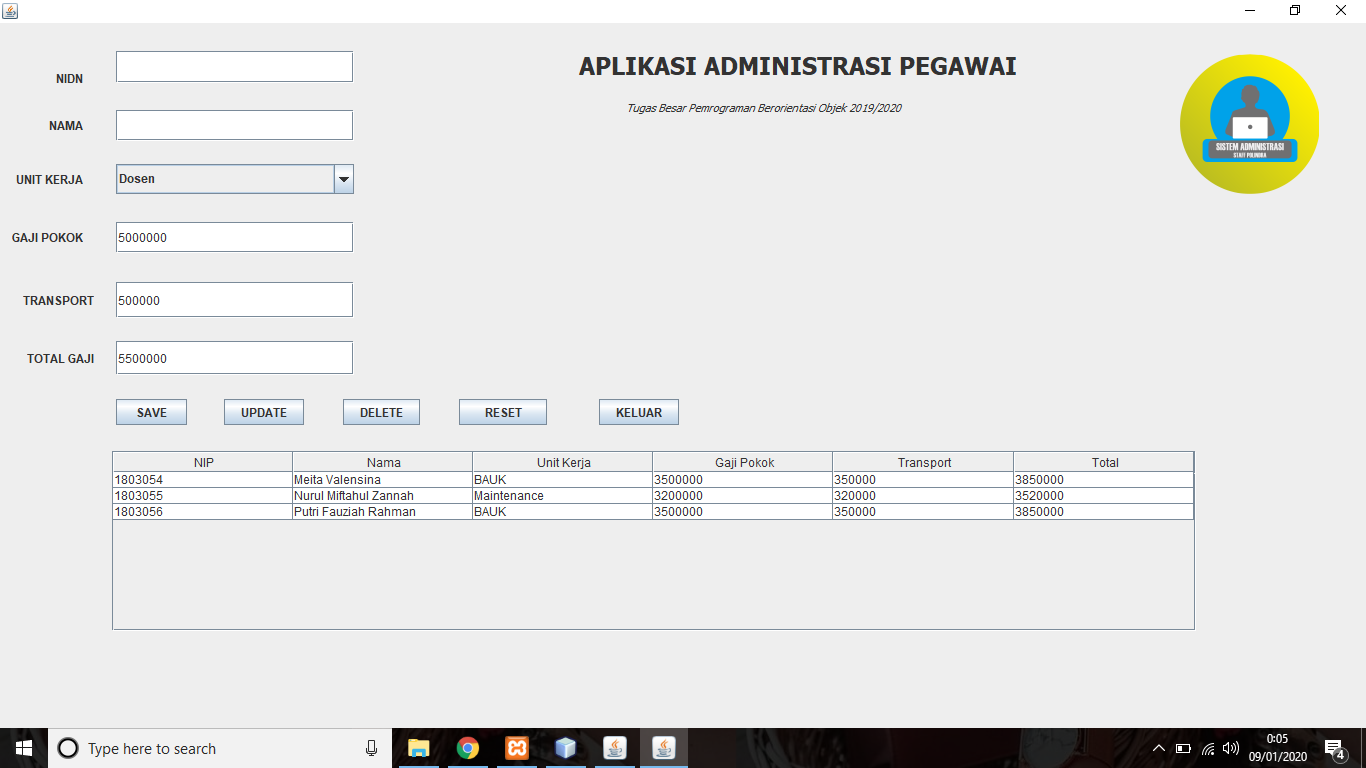 APLIKASI ADMINISTRASI PEGAWAI
Tugas Besar Pemrograman Berorientasi Objek 2019/2020
SISTEM ADMINISTRASI
STAFF POLINDRA
NIDN
NAMA
UNIT KERJA Dosen
GAJI POKOK 5000000
TRANSPORT 500000
TOTAL GAJI 5500000
SAVE UPDATE DELETE RESET KELUAR
NIP Nama Unit Kerja Gaji Pokok Transport Total
1803054 Meita Valensina BAUK 3500000 350000 3850000
1803055 Nurul Miftahul Zannah Maintenance 3200000 320000 3520000
1803056 Putri Fauziah Rahman BAUK 3500000 350000 3850000
Type here to search
0:05
09/01/2020
4